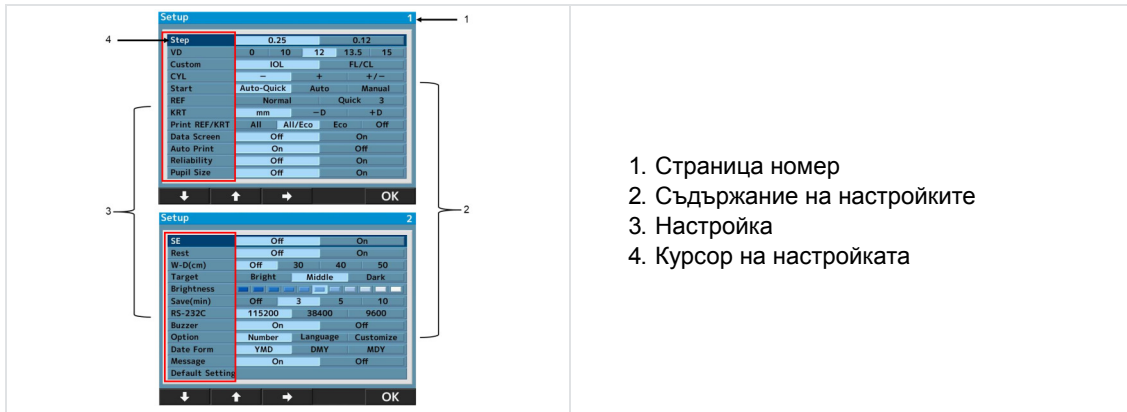 Setup 1
1
4
Step 0.25 0.12
VD 0 10 12 13.5 15
Custom IOL FL/CL
CYL − + +/−
Start Auto-Quick Auto Manual
REF Normal Quick 3
KRT mm −D +D
Print REF/KRT All All/Eco Eco Off
Data Screen Off On
Auto Print On Off
Reliability Off On
Pupil Size Off On
OK
3
2
Setup 2
SE Off On
Rest Off On
W-D(cm) Off 30 40 50
Target Bright Middle Dark
Brightness
Save(min) Off 3 5 10
RS-232C 115200 38400 9600
Buzzer On Off
Option Number Language Customize
Date Form YMD DMY MDY
Message On Off
Default Setting
OK
1. Страница номер
2. Съдържание на настройките
3. Настройка
4. Курсор на настройката